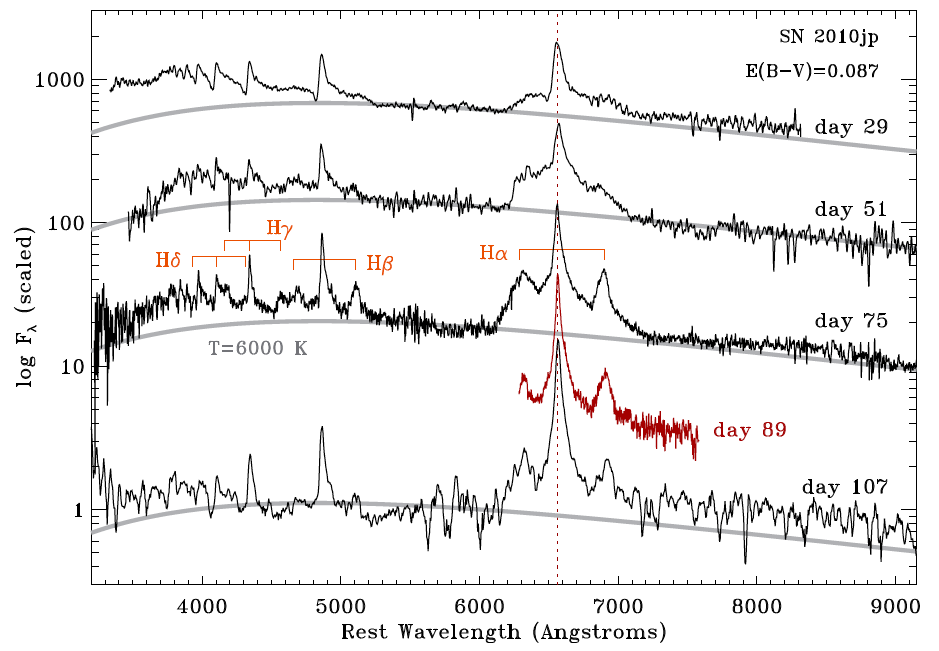 SN 2010jp
E(B−V)=0.087
1000
day 29
100
day 51
Hγ
Hδ
Hβ
Hα
day 75
T=6000 K
10
day 89
day 107
1
log F_λ (scaled)
4000 5000 6000 7000 8000 9000
Rest Wavelength (Angstroms)